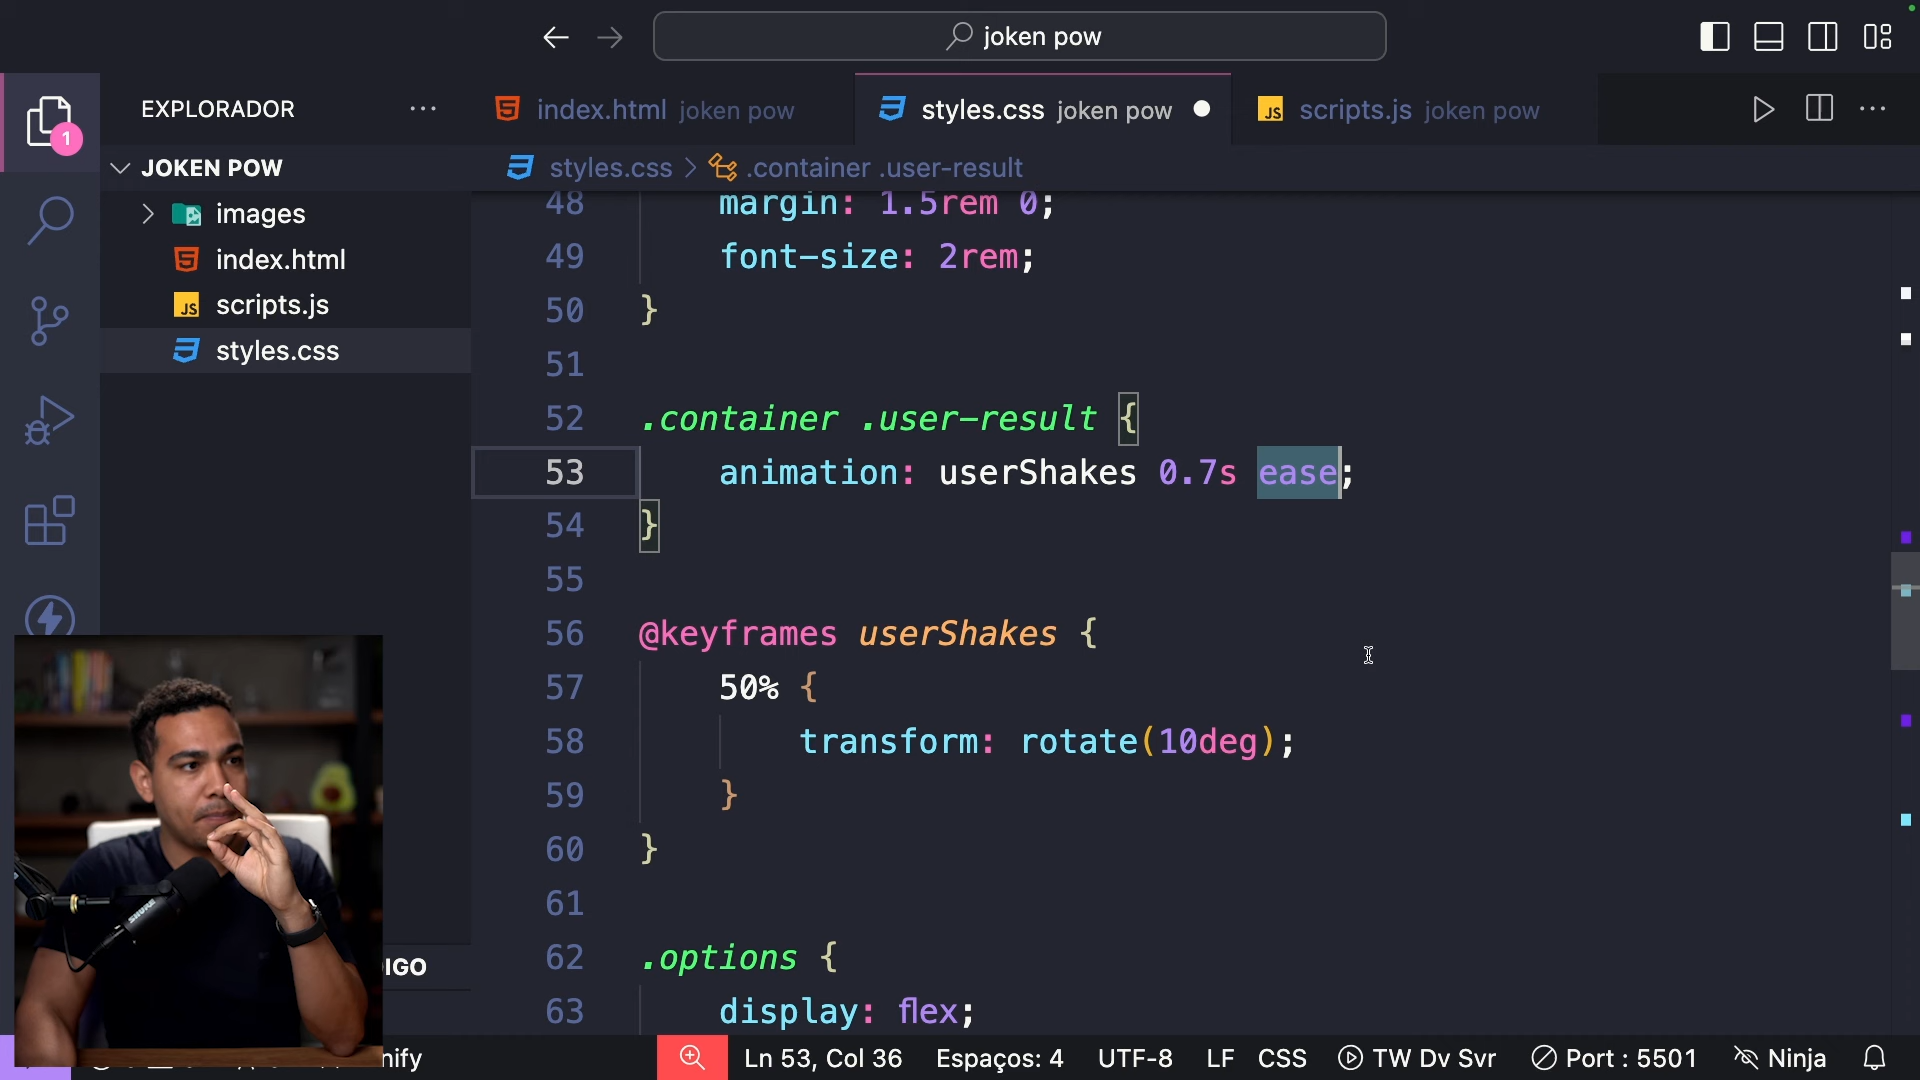 joken pow
EXPLORADOR
index.html joken pow
styles.css joken pow
scripts.js joken pow
1
JOKEN POW
styles.css > .container .user-result
images
index.html
scripts.js
styles.css
48 margin: 1.5rem 0;
49 font-size: 2rem;
50 }
51
52 .container .user-result {
53 animation: userShakes 0.7s ease;
54 }
55
56 @keyframes userShakes {
57 50% {
58 transform: rotate(10deg);
59 }
60 }
61
62 .options {
63 display: flex;
SHURE
IGO
nify
Ln 53, Col 36
Espaços: 4
UTF-8
LF
CSS
TW Dv Svr
Port : 5501
Ninja